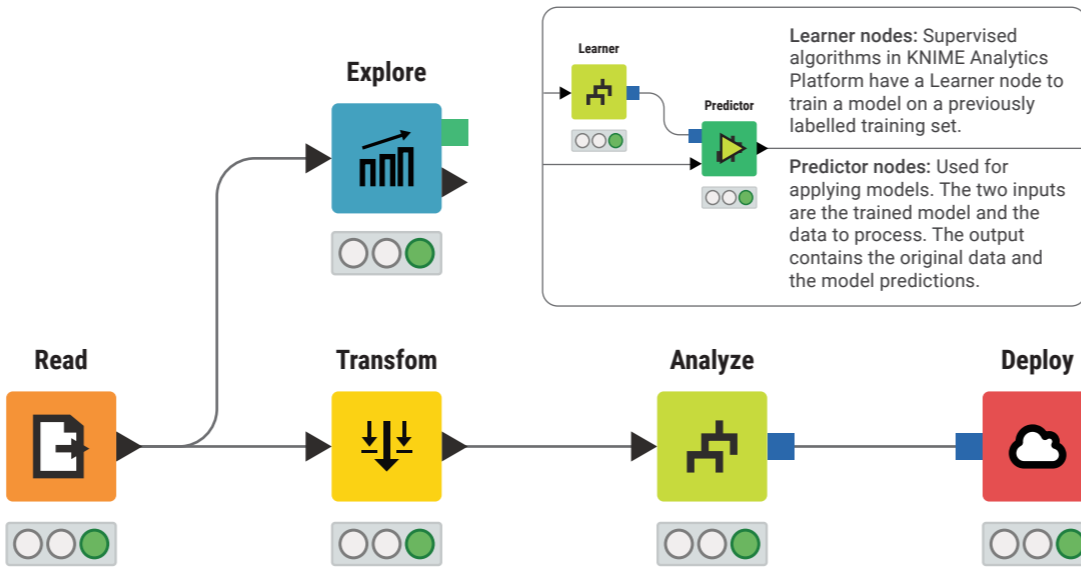 Explore
Learner
Predictor
Learner nodes: Supervised
algorithms in KNIME Analytics
Platform have a Learner node to
train a model on a previously
labelled training set.
Predictor nodes: Used for
applying models. The two inputs
are the trained model and the
data to process. The output
contains the original data and
the model predictions.
Read
Transfom
Analyze
Deploy